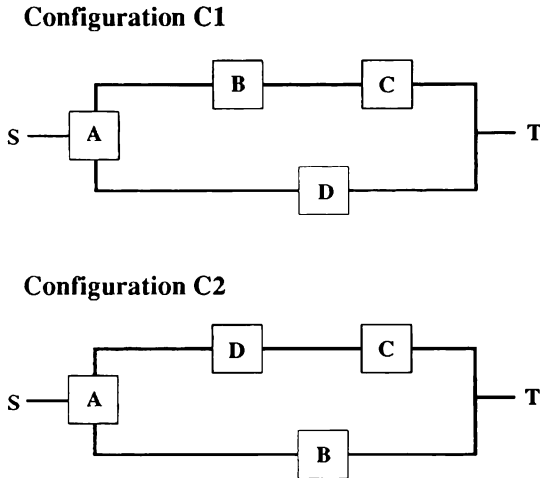 Configuration C1
B C
S A T
D
Configuration C2
D C
S A T
B